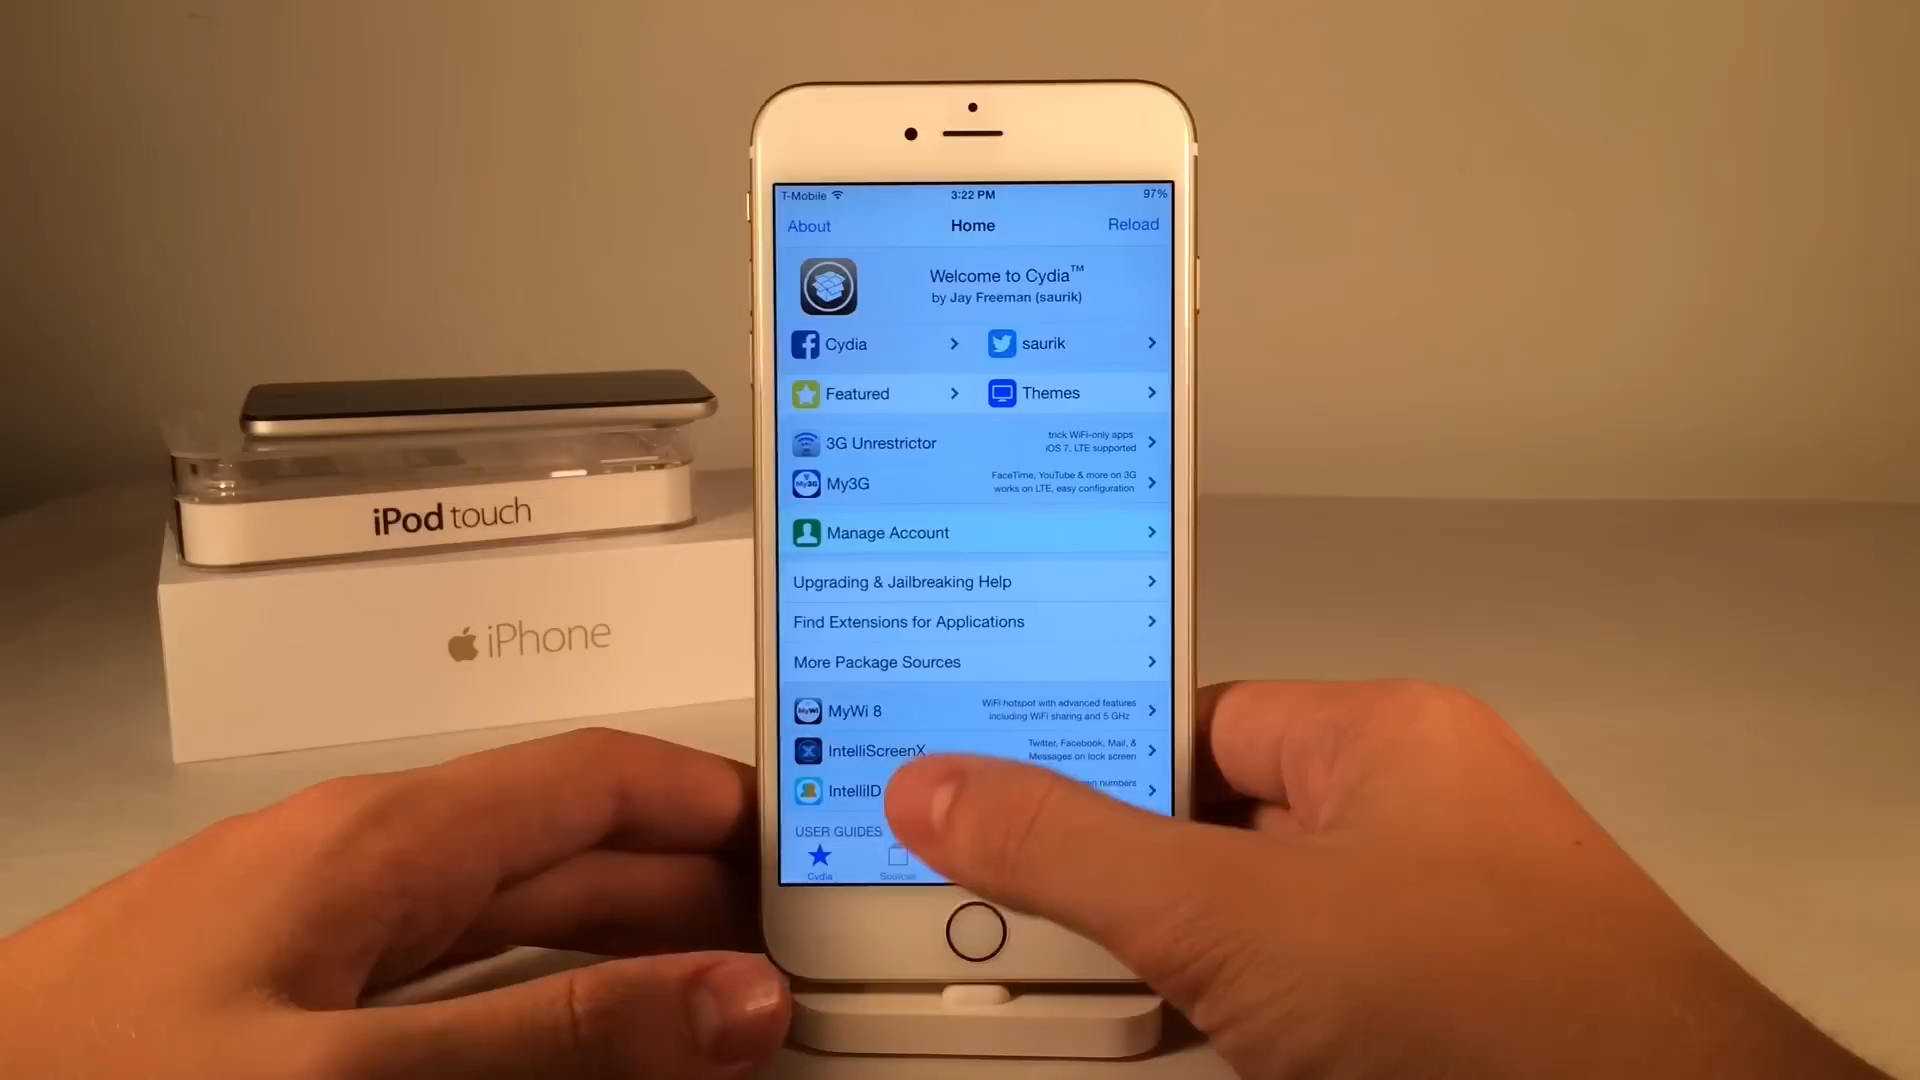 T-Mobile 3:22 PM 97%
About Home Reload
Welcome to Cydia™
by Jay Freeman (saurik)
Cydia saurik
Featured Themes
3G Unrestrictor
trick WiFi-only apps
iOS 7, LTE supported
My3G
My3G
FaceTime, YouTube & more on 3G
works on LTE, easy configuration
Manage Account
Upgrading & Jailbreaking Help
Find Extensions for Applications
More Package Sources
MyWi
MyWi 8
WiFi hotspot with advanced features
including WiFi sharing and 5 GHz
IntelliScreenX
Twitter, Facebook, Mail, &
Messages on lock screen
IntelliID
numbers
USER GUIDES
Cydia Sources
iPod touch
iPhone